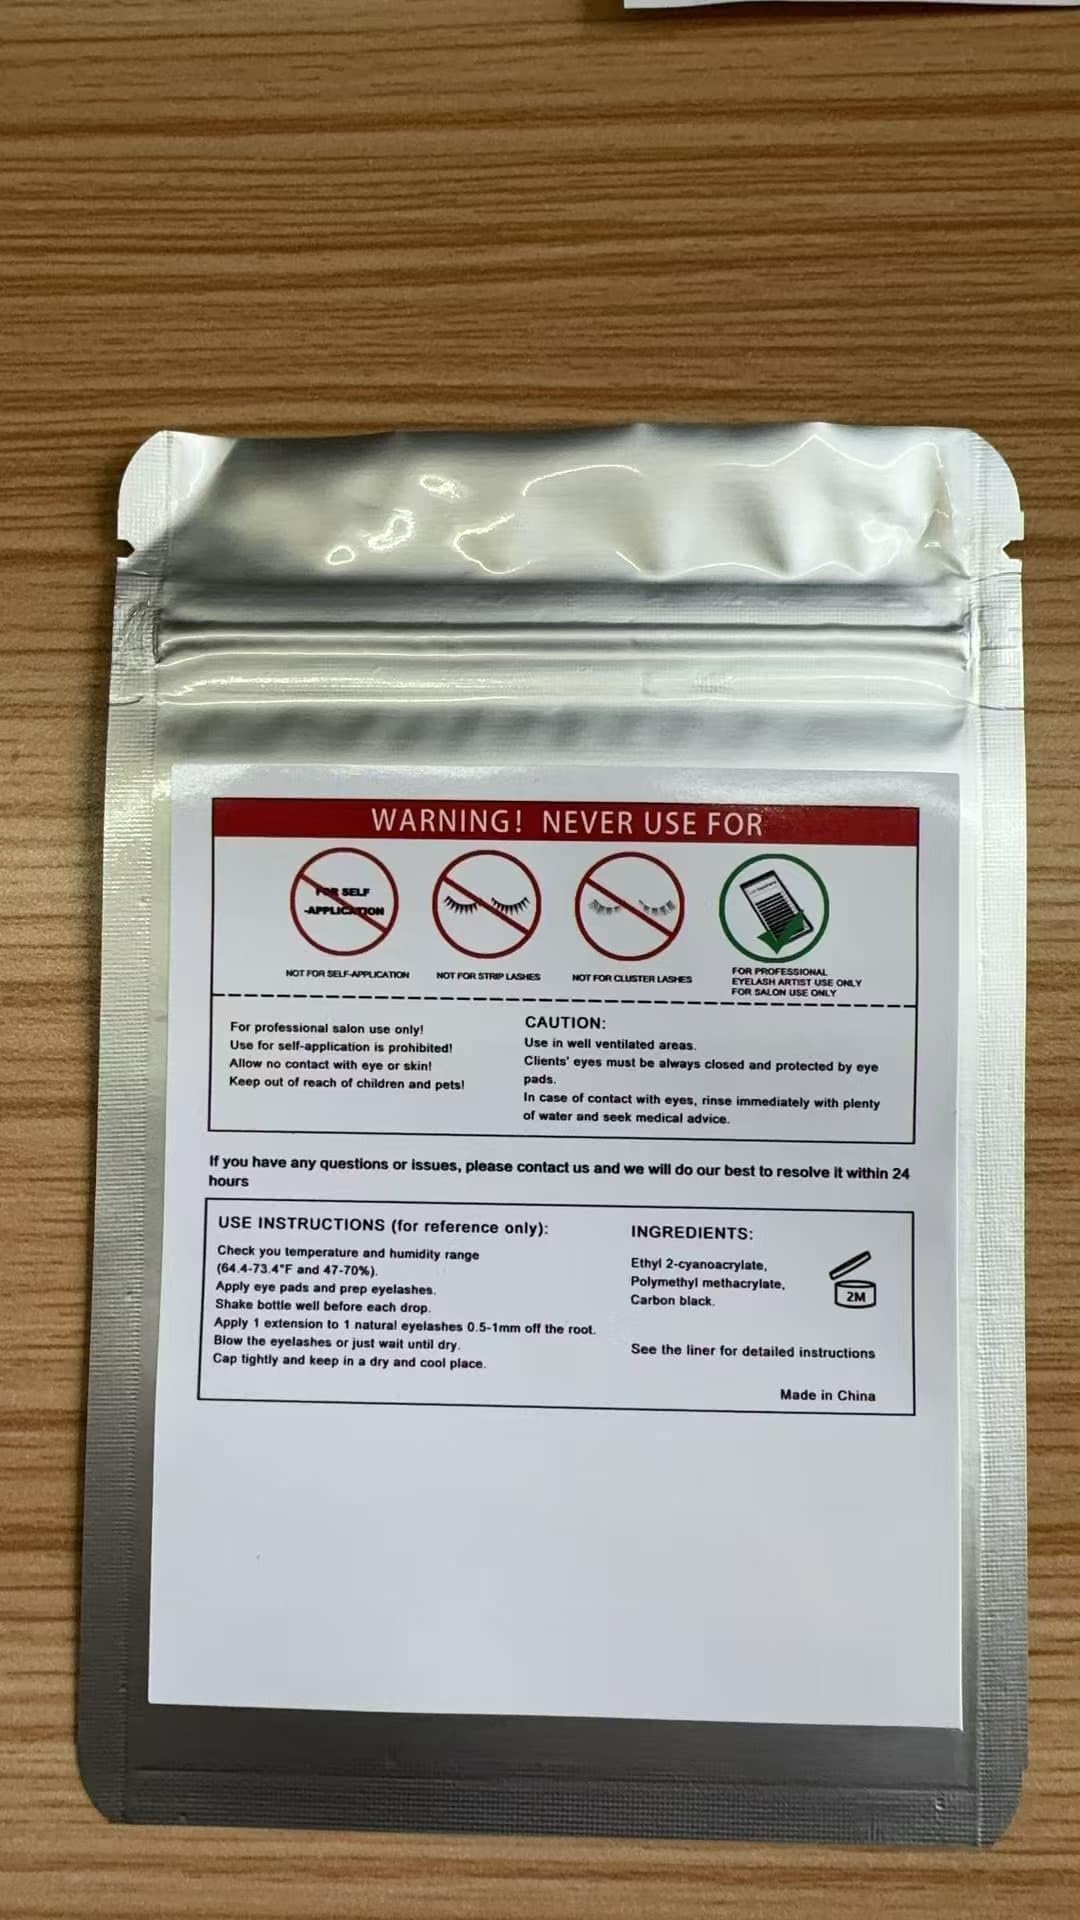 WARNING! NEVER USE FOR
FOR SELF
-APPLICATION
NOT FOR SELF-APPLICATION
NOT FOR STRIP LASHES
NOT FOR CLUSTER LASHES
FOR PROFESSIONAL
EYELASH ARTIST USE ONLY
FOR SALON USE ONLY
For professional salon use only!
Use for self-application is prohibited!
Allow no contact with eye or skin!
Keep out of reach of children and pets!
CAUTION:
Use in well ventilated areas.
Clients' eyes must be always closed and protected by eye
pads.
In case of contact with eyes, rinse immediately with plenty
of water and seek medical advice.
If you have any questions or issues, please contact us and we will do our best to resolve it within 24
hours
USE INSTRUCTIONS (for reference only):
Check you temperature and humidity range
(64.4-73.4°F and 47-70%).
Apply eye pads and prep eyelashes.
Shake bottle well before each drop.
Apply 1 extension to 1 natural eyelashes 0.5-1mm off the root.
Blow the eyelashes or just wait until dry.
Cap tightly and keep in a dry and cool place.
INGREDIENTS:
Ethyl 2-cyanoacrylate,
Polymethyl methacrylate,
Carbon black.
2M
See the liner for detailed instructions
Made in China